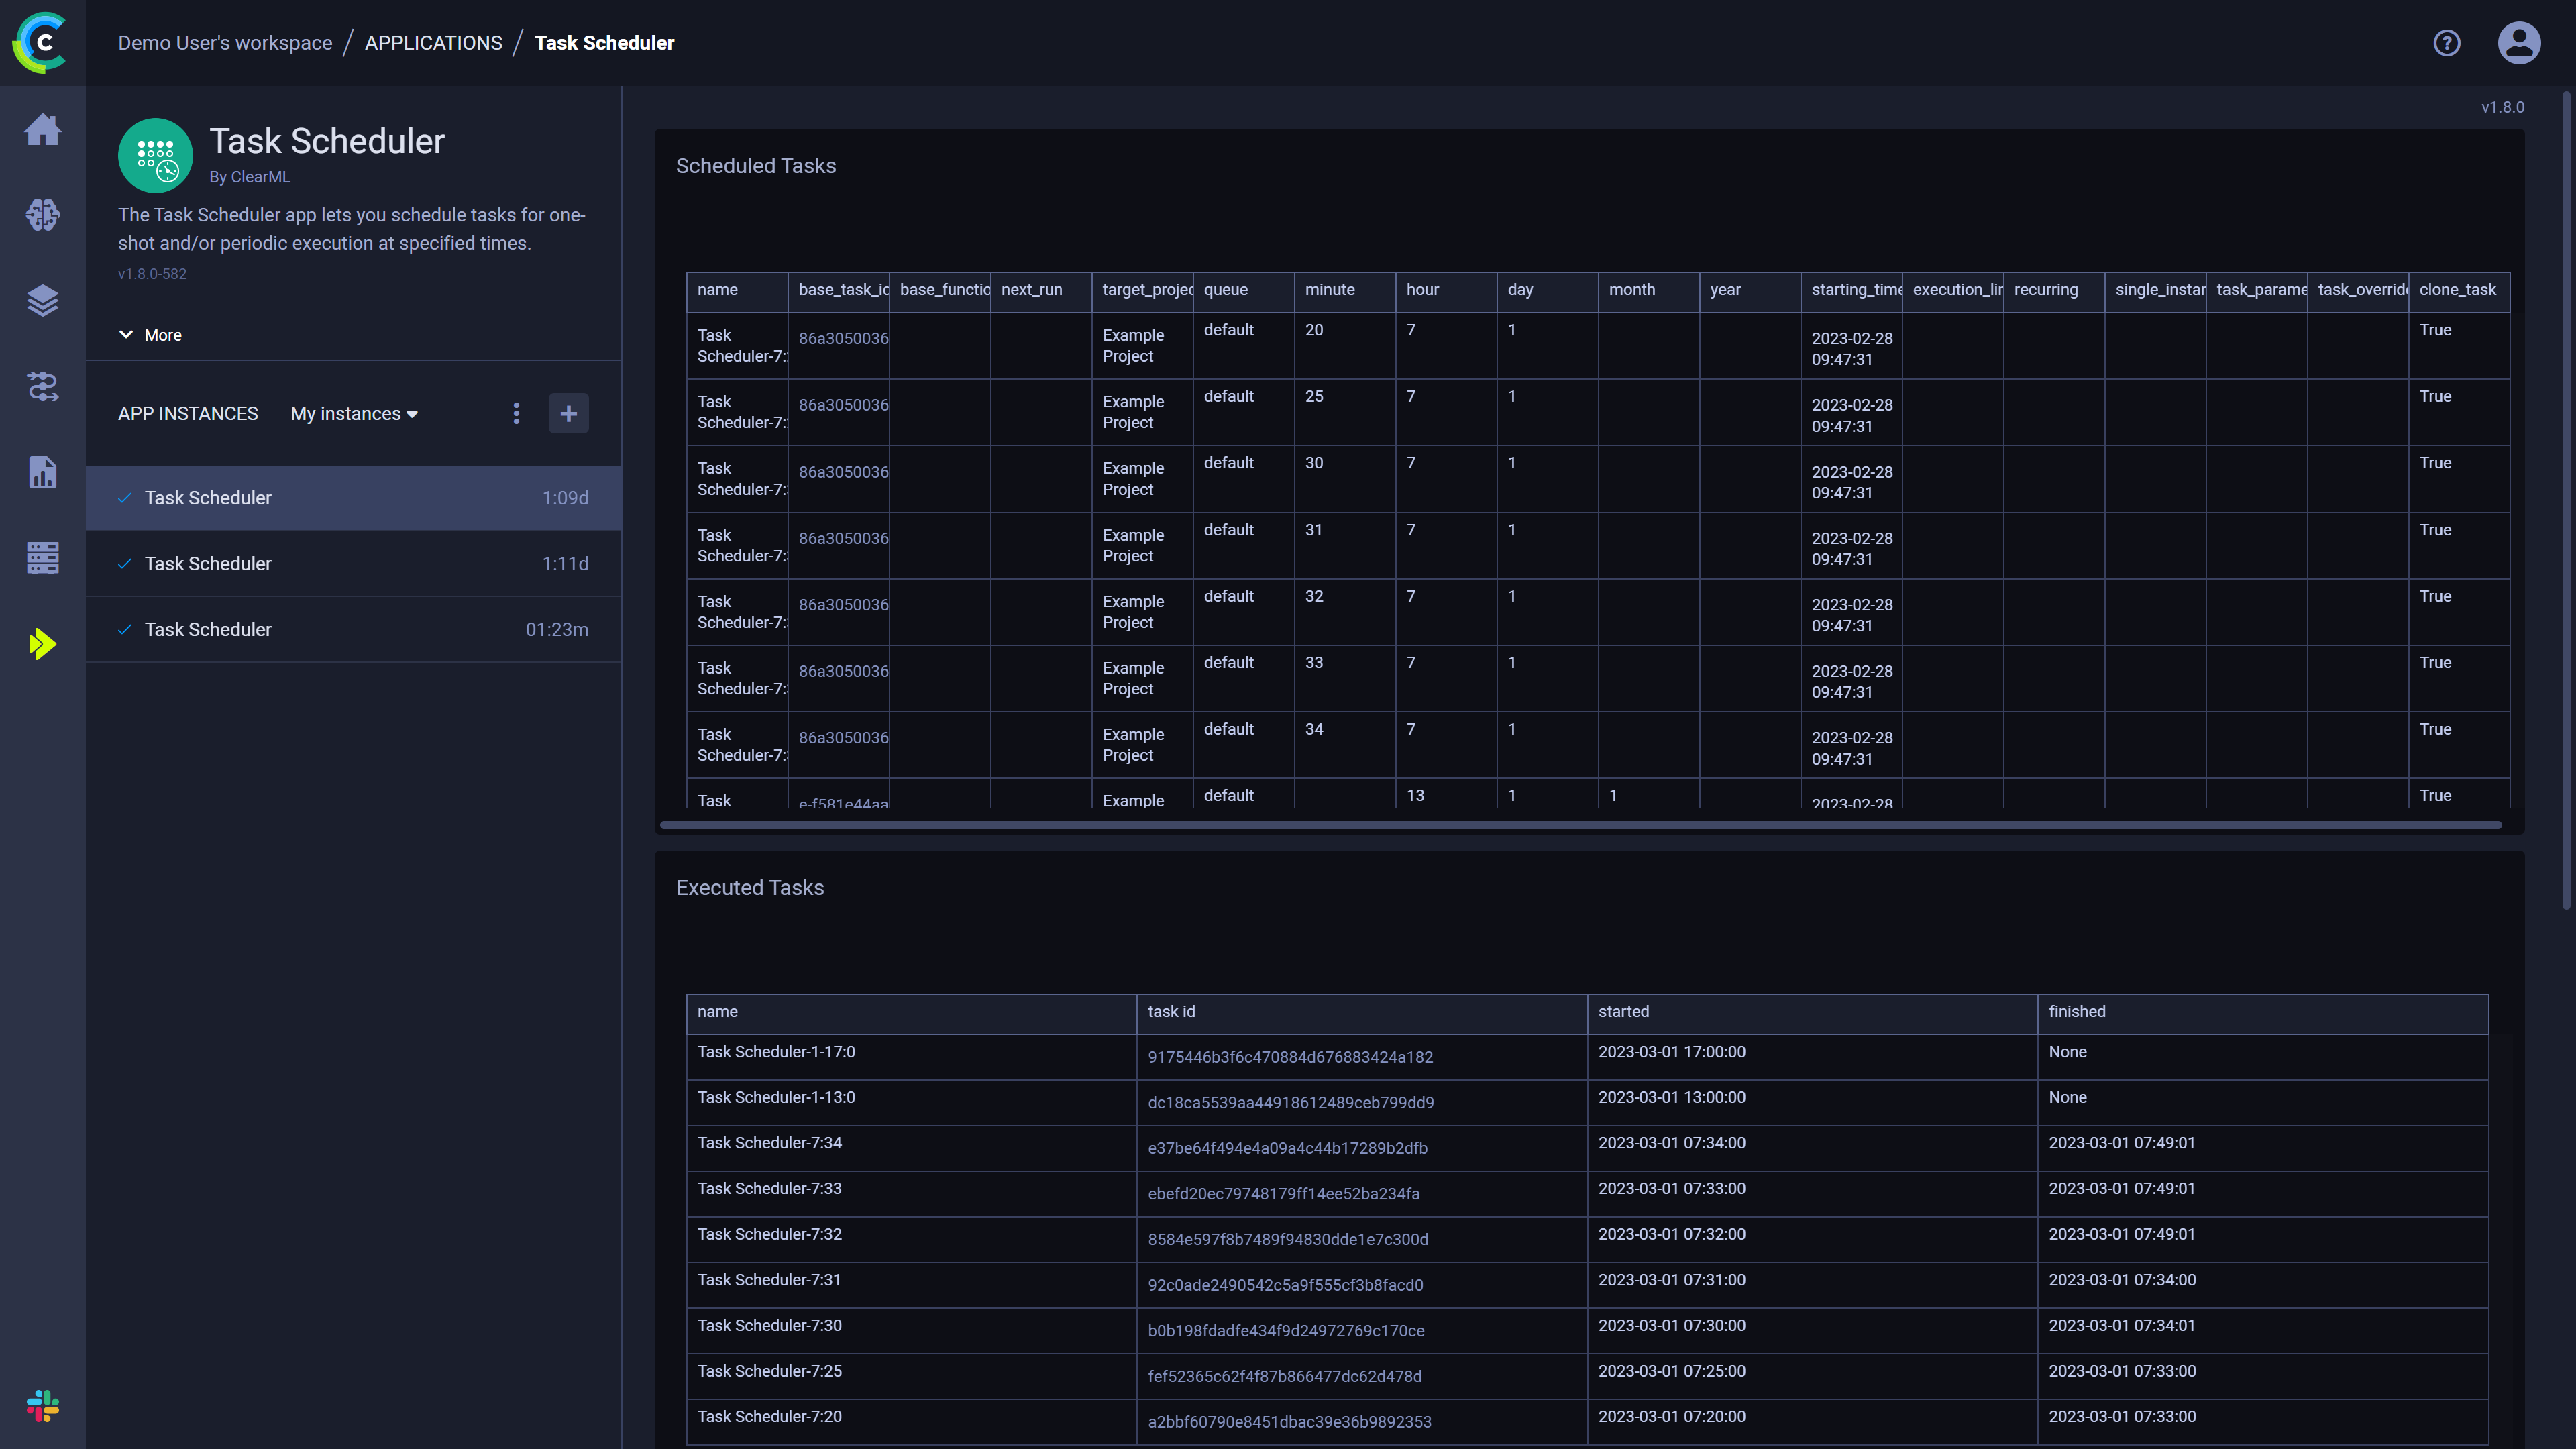 Demo User's workspace / APPLICATIONS / Task Scheduler
Task Scheduler
By ClearML
The Task Scheduler app lets you schedule tasks for one-
shot and/or periodic execution at specified times.
v1.8.0-582
More
APP INSTANCES My instances
Task Scheduler 1:09d
Task Scheduler 1:11d
Task Scheduler 01:23m
v1.8.0
Scheduled Tasks
name base_task_id base_functio next_run target_projec queue minute hour day month year starting_time execution_lir recurring single_instar task_parame task_override clone_task
Task Scheduler-7: 86a3050036 Example Project default 20 7 1 2023-02-28 09:47:31 True
Task Scheduler-7: 86a3050036 Example Project default 25 7 1 2023-02-28 09:47:31 True
Task Scheduler-7: 86a3050036 Example Project default 30 7 1 2023-02-28 09:47:31 True
Task Scheduler-7: 86a3050036 Example Project default 31 7 1 2023-02-28 09:47:31 True
Task Scheduler-7: 86a3050036 Example Project default 32 7 1 2023-02-28 09:47:31 True
Task Scheduler-7: 86a3050036 Example Project default 33 7 1 2023-02-28 09:47:31 True
Task Scheduler-7: 86a3050036 Example Project default 34 7 1 2023-02-28 09:47:31 True
Task e-f581e44aa Example default 13 1 1 2023-02-28 True
Executed Tasks
name task id started finished
Task Scheduler-1-17:0 9175446b3f6c470884d676883424a182 2023-03-01 17:00:00 None
Task Scheduler-1-13:0 dc18ca5539aa44918612489ceb799dd9 2023-03-01 13:00:00 None
Task Scheduler-7:34 e37be64f494e4a09a4c44b17289b2dfb 2023-03-01 07:34:00 2023-03-01 07:49:01
Task Scheduler-7:33 ebefd20ec79748179ff14ee52ba234fa 2023-03-01 07:33:00 2023-03-01 07:49:01
Task Scheduler-7:32 8584e597f8b7489f94830dde1e7c300d 2023-03-01 07:32:00 2023-03-01 07:49:01
Task Scheduler-7:31 92c0ade2490542c5a9f555cf3b8facd0 2023-03-01 07:31:00 2023-03-01 07:34:00
Task Scheduler-7:30 b0b198fdadfe434f9d24972769c170ce 2023-03-01 07:30:00 2023-03-01 07:34:01
Task Scheduler-7:25 fef52365c62f4f87b866477dc62d478d 2023-03-01 07:25:00 2023-03-01 07:33:00
Task Scheduler-7:20 a2bbf60790e8451dbac39e36b9892353 2023-03-01 07:20:00 2023-03-01 07:33:00